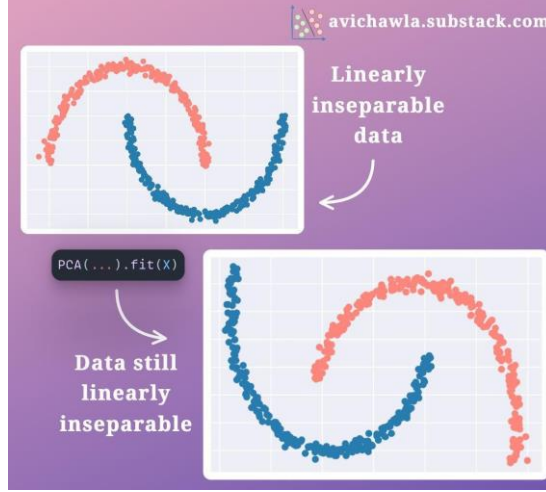 avichawla.substack.com
Linearly
inseparable
data
PCA(...).fit(X)
Data still
linearly
inseparable